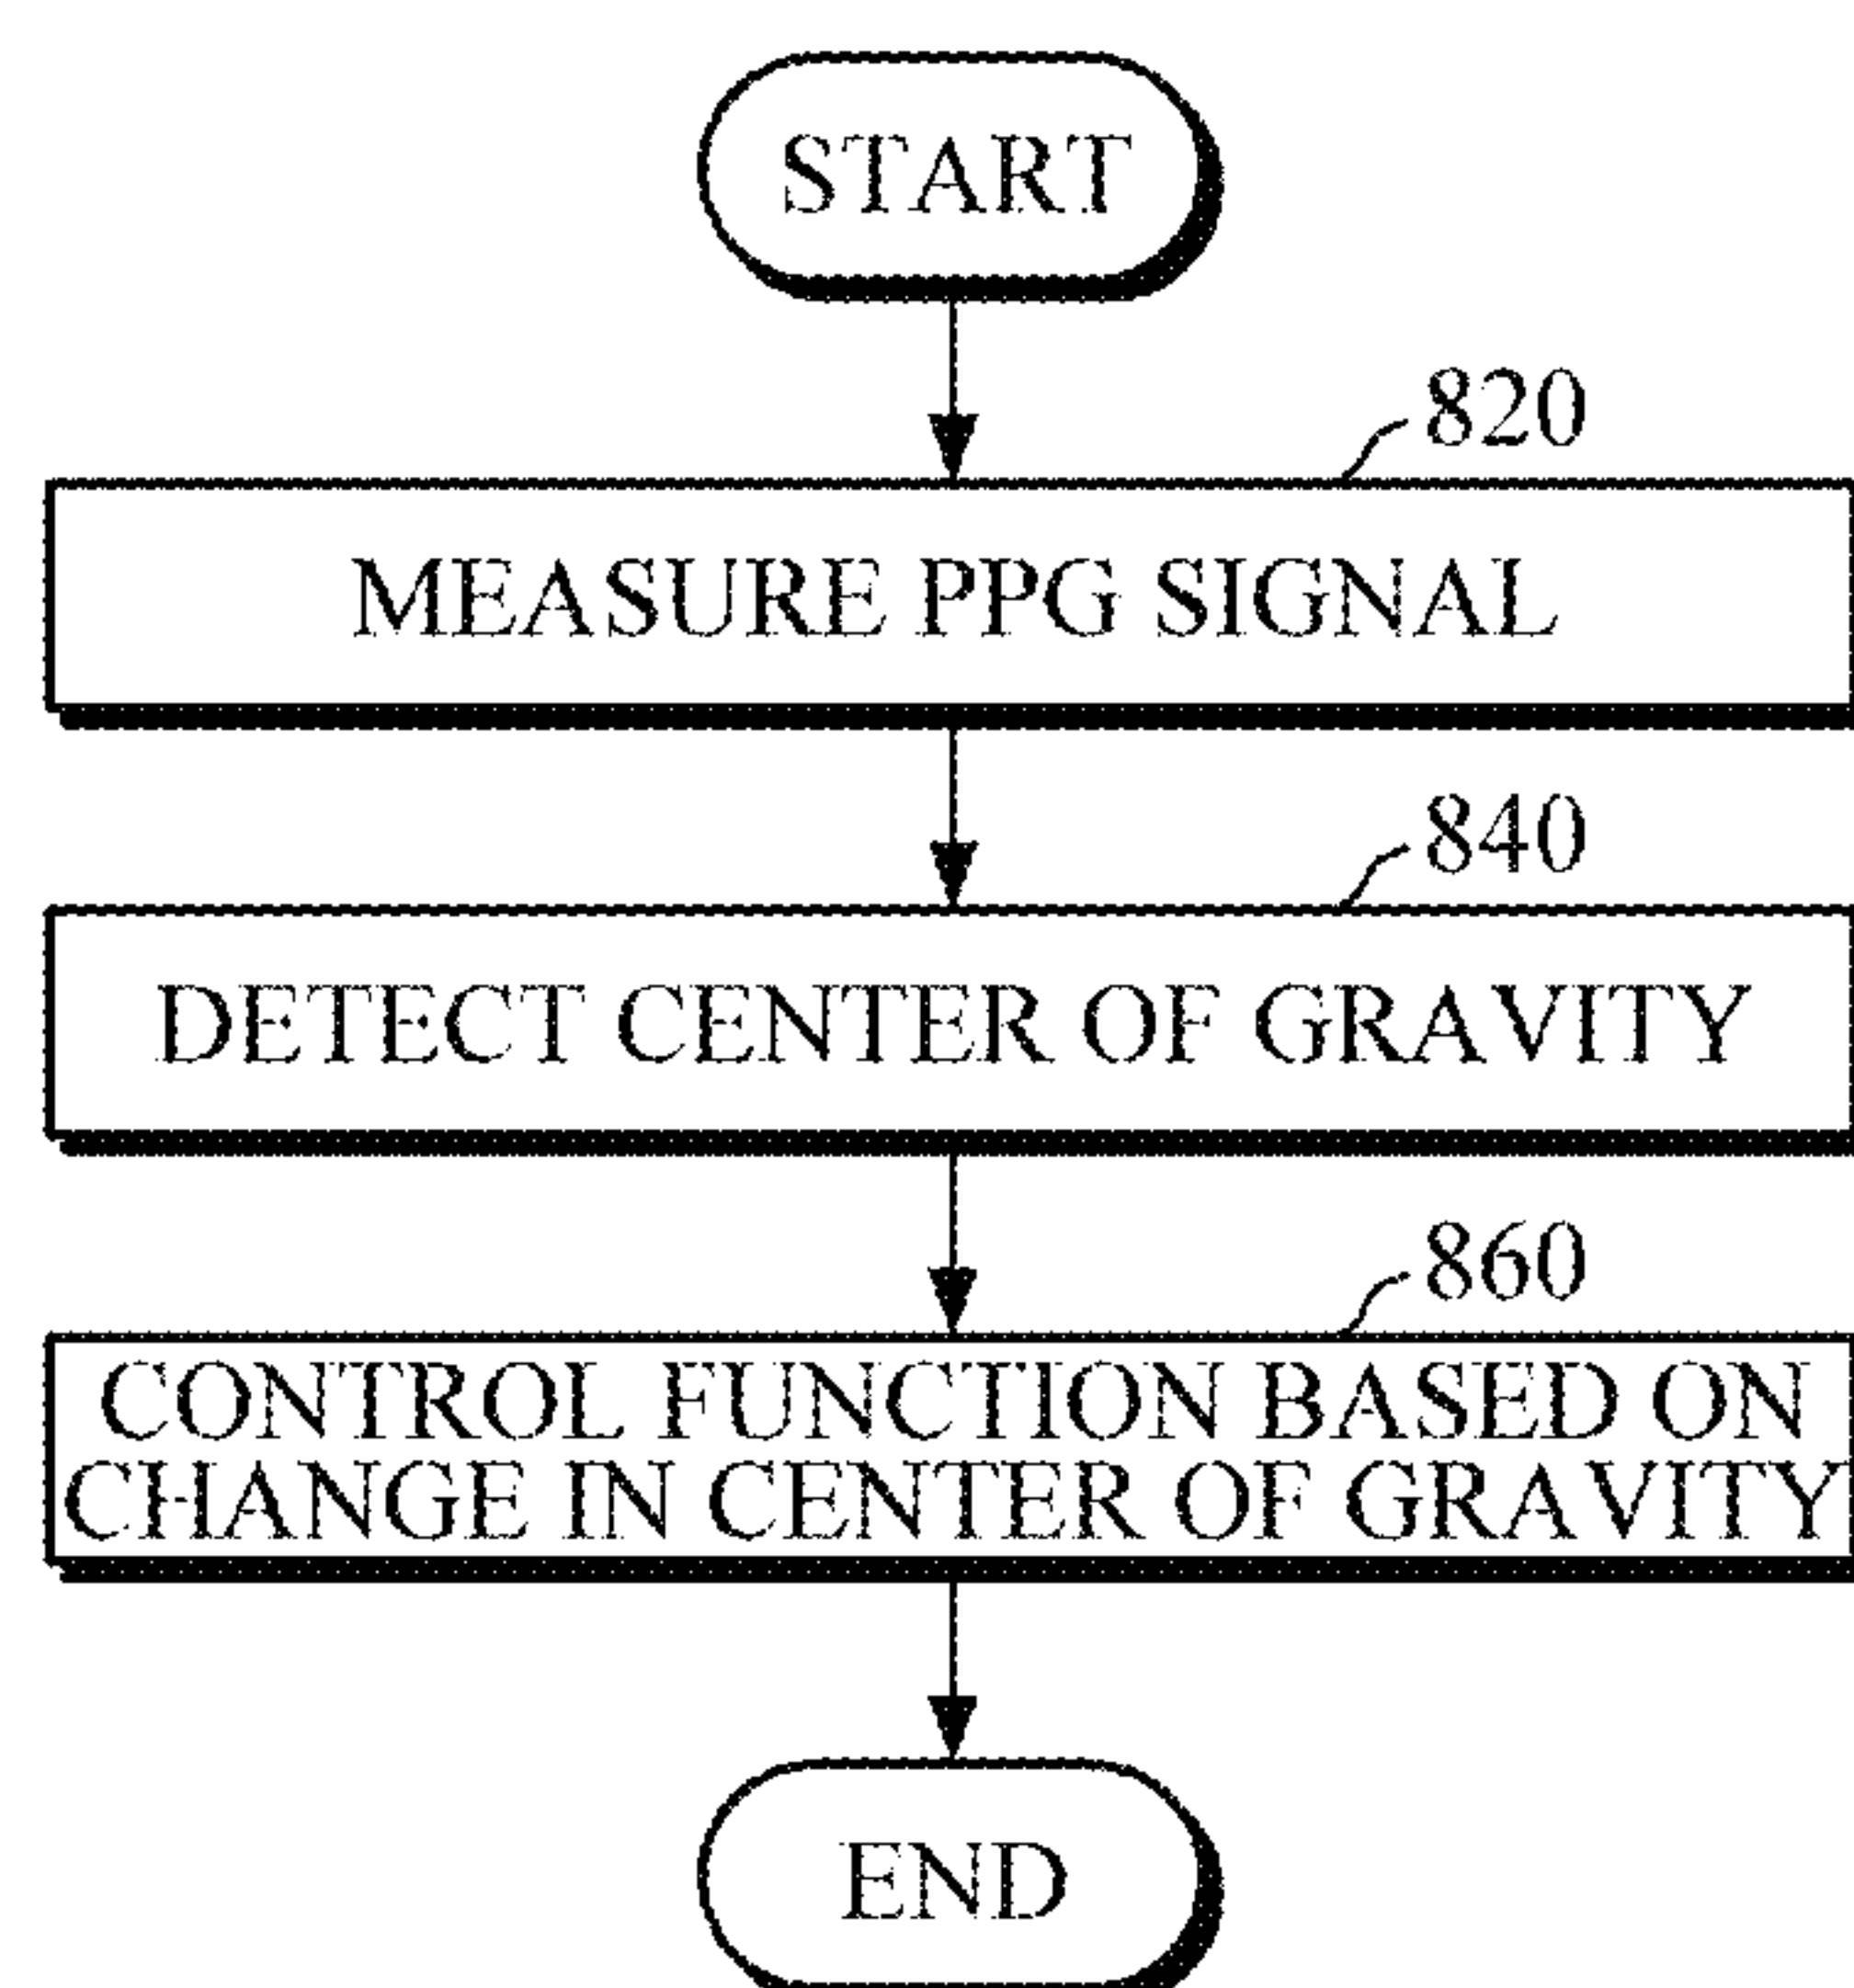 START
820
MEASURE PPG SIGNAL
840
DETECT CENTER OF GRAVITY
860
CONTROL FUNCTION BASED ON
CHANGE IN CENTER OF GRAVITY
END